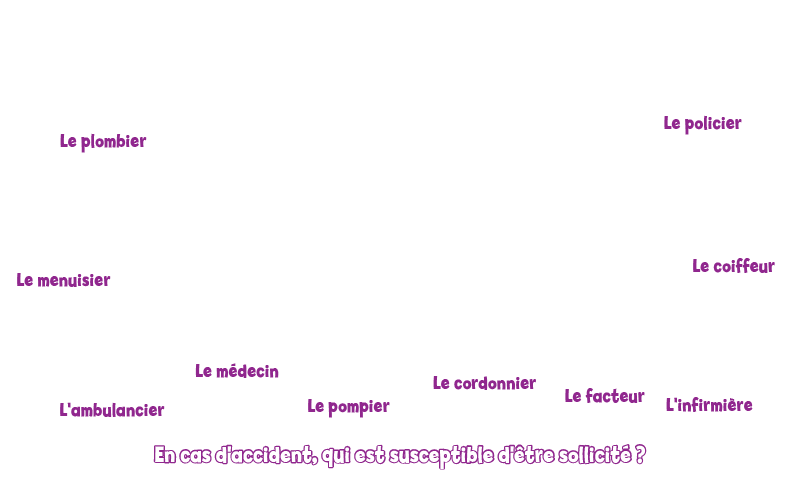 Le policier
Le plombier
Le coiffeur
Le menuisier
Le médecin
Le cordonnier
Le facteur
L'infirmière
Le pompier
L'ambulancier
En cas d'accident, qui est susceptible d'être sollicité ?